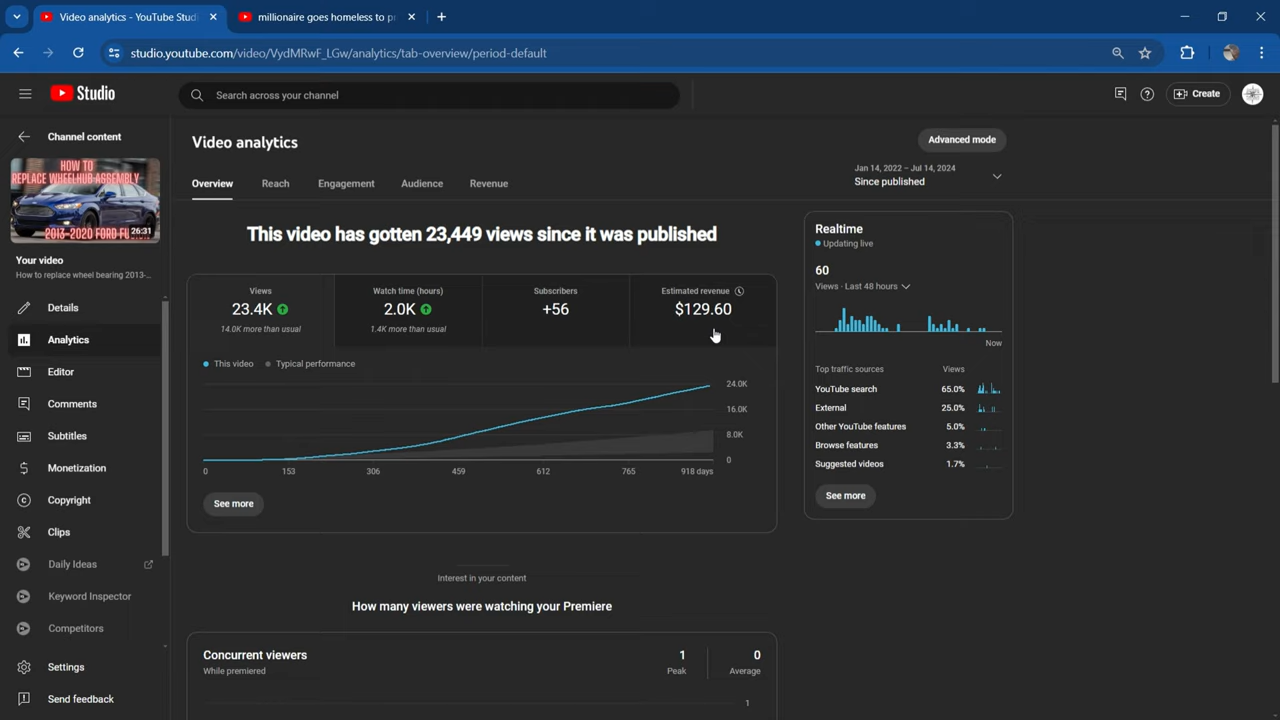 Video analytics - YouTube Studi
millionaire goes homeless to pr
studio.youtube.com/video/VydMRwF_LGw/analytics/tab-overview/period-default
Studio
Search across your channel
Create
Channel content
HOW TO
REPLACE WHEELHUB ASSEMBLY
2013-2020 FORD FUSION
26:31
Your video
How to replace wheel bearing 2013-...
Details
Analytics
Editor
Comments
Subtitles
Monetization
Copyright
Clips
Daily Ideas
Keyword Inspector
Competitors
Settings
Send feedback
Video analytics
Advanced mode
Overview
Reach
Engagement
Audience
Revenue
Jan 14, 2022 – Jul 14, 2024
Since published
This video has gotten 23,449 views since it was published
Views
23.4K
14.0K more than usual
Watch time (hours)
2.0K
1.4K more than usual
Subscribers
+56
Estimated revenue
$129.60
This video
Typical performance
24.0K
16.0K
8.0K
0
0 153 306 459 612 765 918 days
See more
Interest in your content
How many viewers were watching your Premiere
Concurrent viewers
While premiered
1
Peak
0
Average
1
Realtime
Updating live
60
Views · Last 48 hours
Now
Top traffic sources Views
YouTube search 65.0%
External 25.0%
Other YouTube features 5.0%
Browse features 3.3%
Suggested videos 1.7%
See more